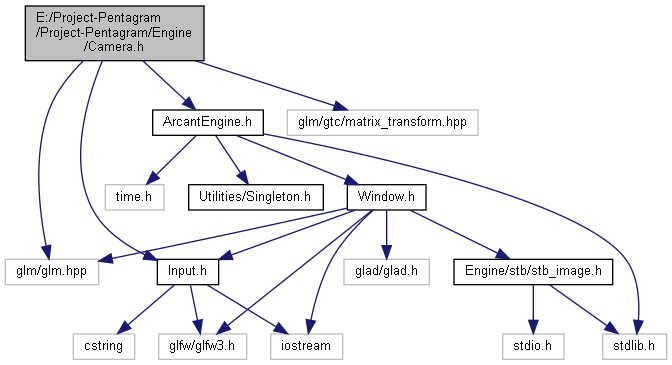 E:/Project-Pentagram
/Project-Pentagram/Engine
/Camera.h
ArcantEngine.h
glm/gtc/matrix_transform.hpp
time.h
Utilities/Singleton.h
Window.h
glm/glm.hpp
Input.h
glad/glad.h
Engine/stb/stb_image.h
cstring
glfw/glfw3.h
iostream
stdio.h
stdlib.h